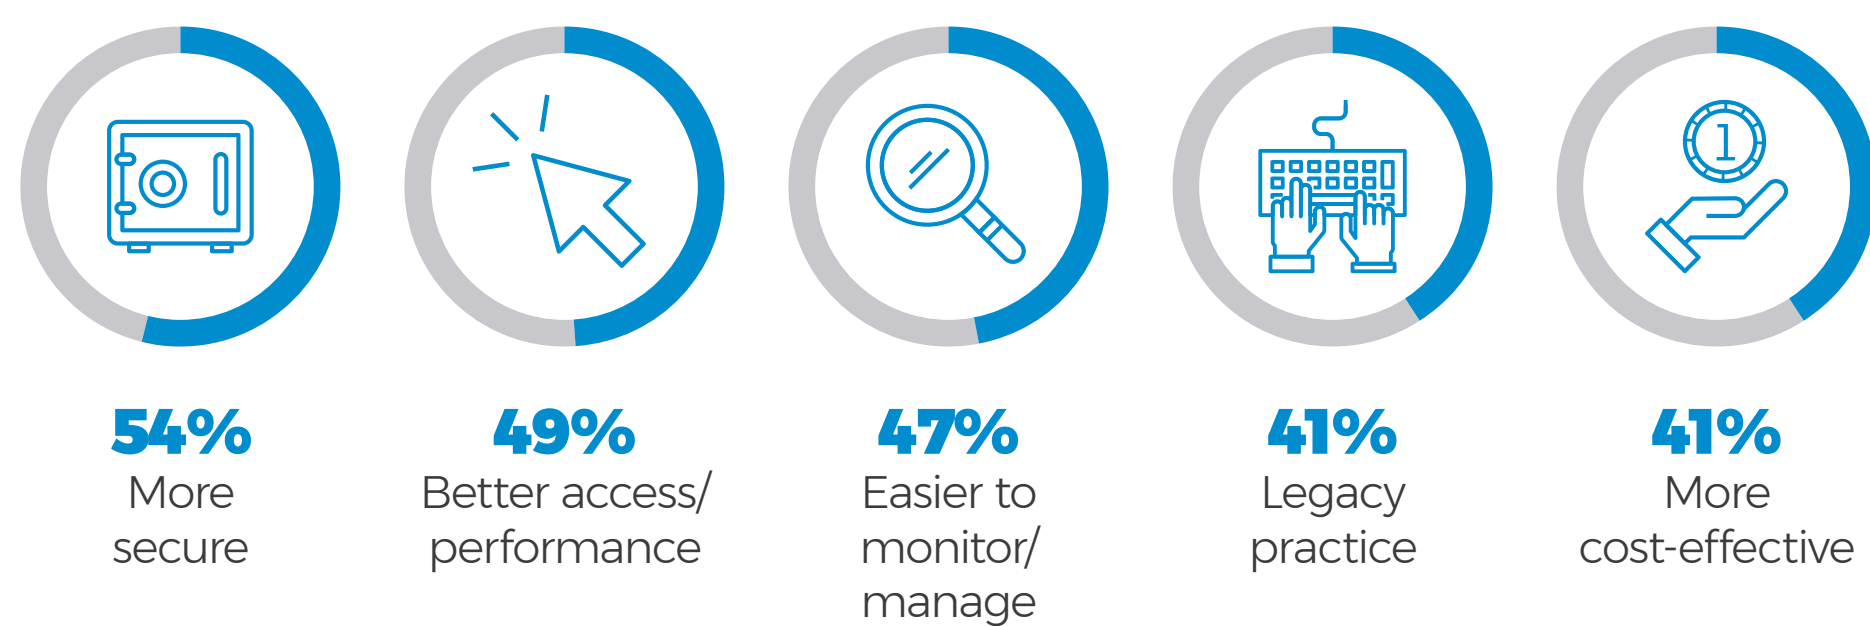 1
54%
More
secure
49%
Better access/
performance
47%
Easier to
monitor/
manage
41%
Legacy
practice
41%
More
cost-effective